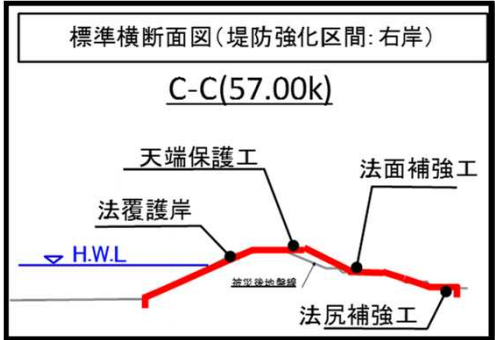 標準横断面図(堤防強化区間:右岸)
C-C(57.00k)
天端保護工
法面補強工
法覆護岸
H.W.L
被災後地盤線
法尻補強工